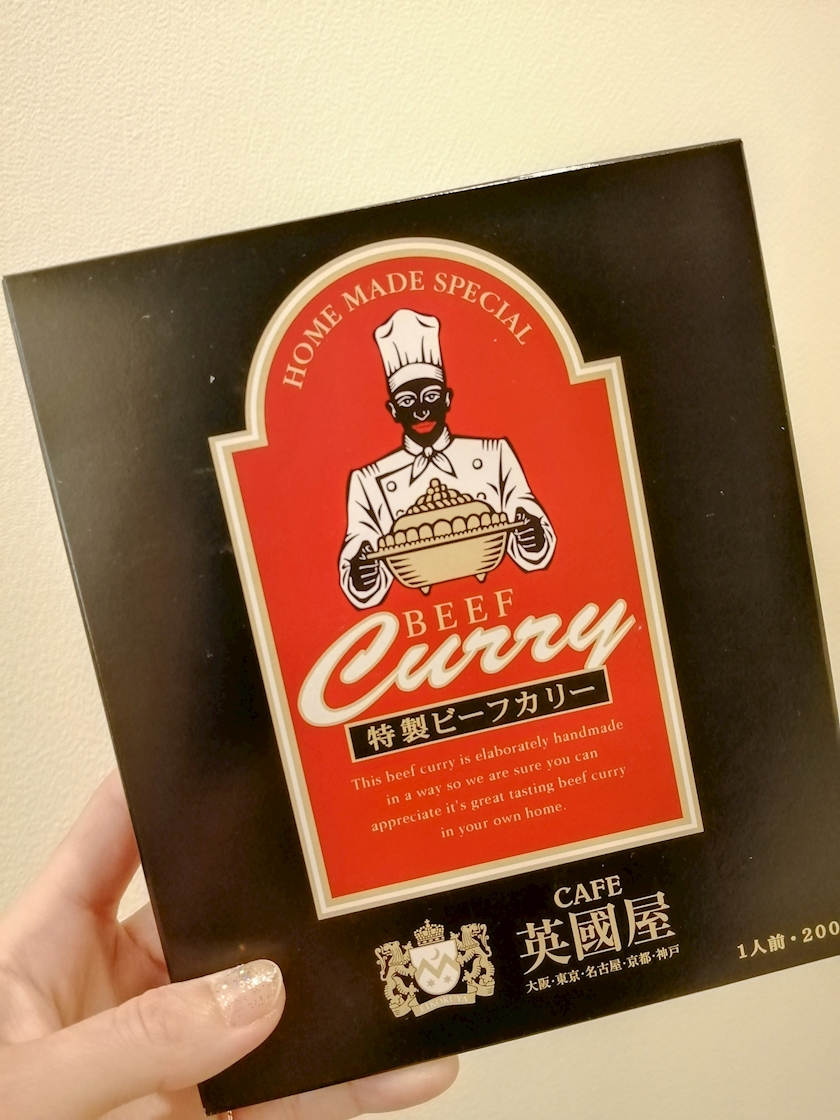 HOME MADE SPECIAL
BEEF
Curry
特製ビーフカリー
This beef curry is elaborately handmade
in a way so we are sure you can
appreciate it's great tasting beef curry
in your own home.
CAFE
英國屋
大阪・東京・名古屋・京都・神戸
EIKOKUYA
1人前・200